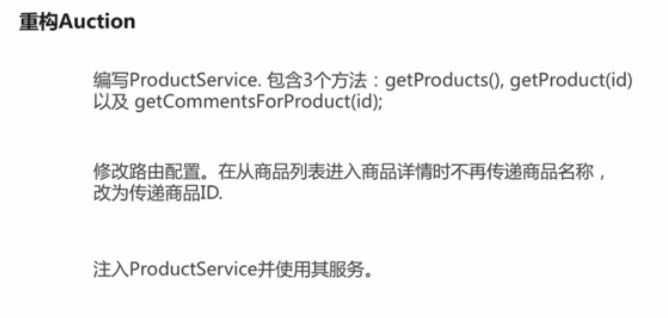 重构Auction
编写ProductService. 包含3个方法：getProducts(), getProduct(id)
以及 getCommentsForProduct(id);
修改路由配置。在从商品列表进入商品详情时不再传递商品名称，
改为传递商品ID.
注入ProductService并使用其服务。